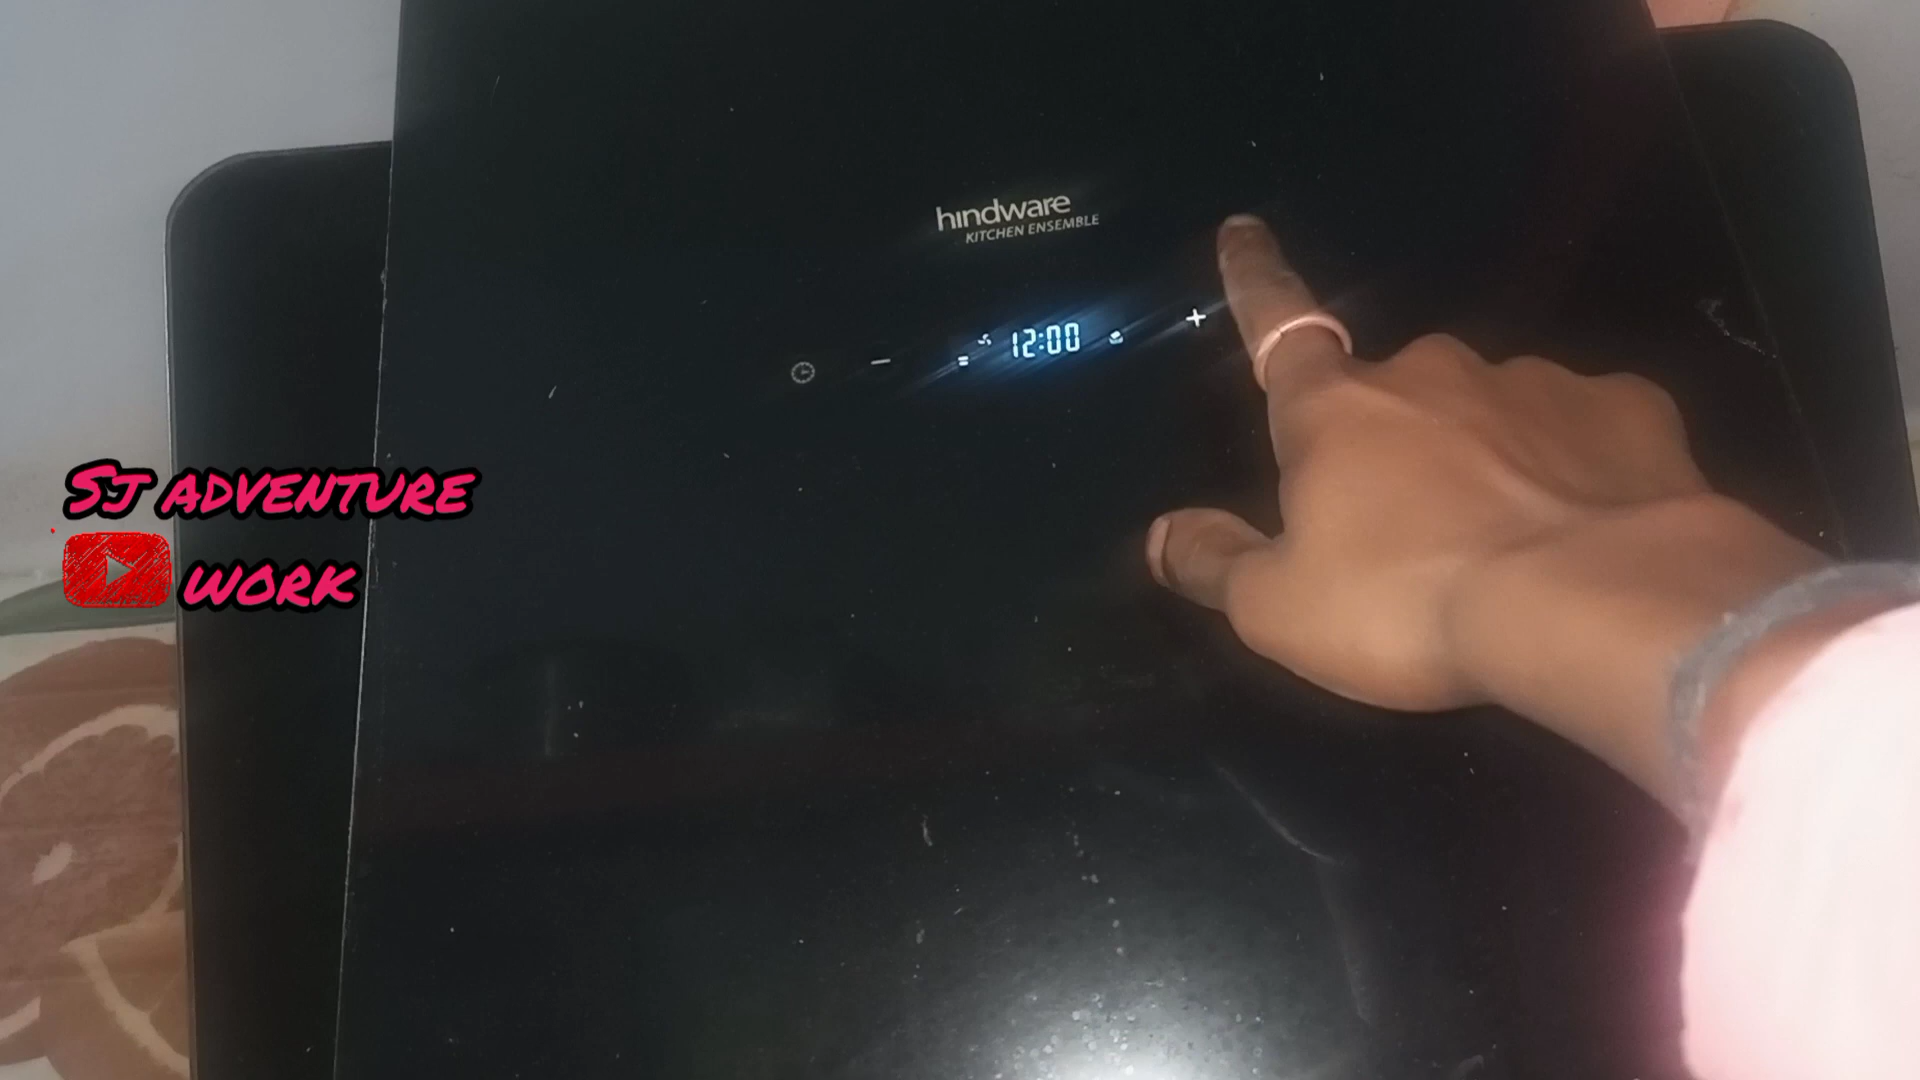 hindware
KITCHEN ENSEMBLE
12:00
SJ ADVENTURE
WORK